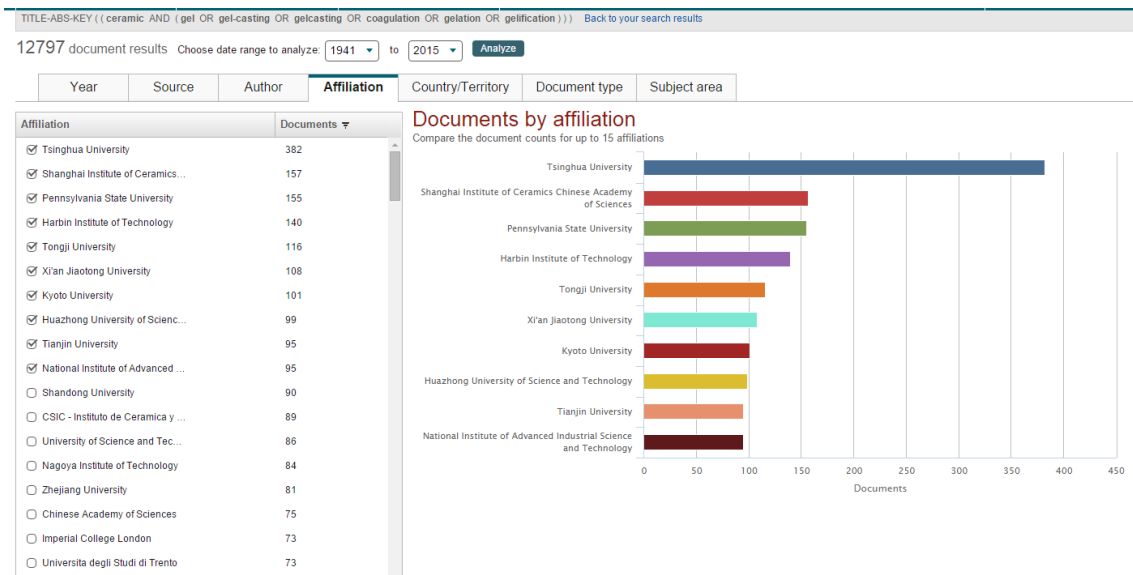 TITLE-ABS-KEY ( ( ceramic AND ( gel OR gel-casting OR gelcasting OR coagulation OR gelation OR gelification ) ) ) Back to your search results
12797 document results Choose date range to analyze: 1941 to 2015 Analyze
Year Source Author Affiliation Country/Territory Document type Subject area
Affiliation Documents
Tsinghua University 382
Shanghai Institute of Ceramics... 157
Pennsylvania State University 155
Harbin Institute of Technology 140
Tongji University 116
Xi'an Jiaotong University 108
Kyoto University 101
Huazhong University of Scienc... 99
Tianjin University 95
National Institute of Advanced ... 95
Shandong University 90
CSIC - Instituto de Ceramica y ... 89
University of Science and Tec... 86
Nagoya Institute of Technology 84
Zhejiang University 81
Chinese Academy of Sciences 75
Imperial College London 73
Universita degli Studi di Trento 73
Documents by affiliation
Compare the document counts for up to 15 affiliations
Tsinghua University
Shanghai Institute of Ceramics Chinese Academy
of Sciences
Pennsylvania State University
Harbin Institute of Technology
Tongji University
Xi'an Jiaotong University
Kyoto University
Huazhong University of Science and Technology
Tianjin University
National Institute of Advanced Industrial Science
and Technology
0 50 100 150 200 250 300 350 400 450
Documents